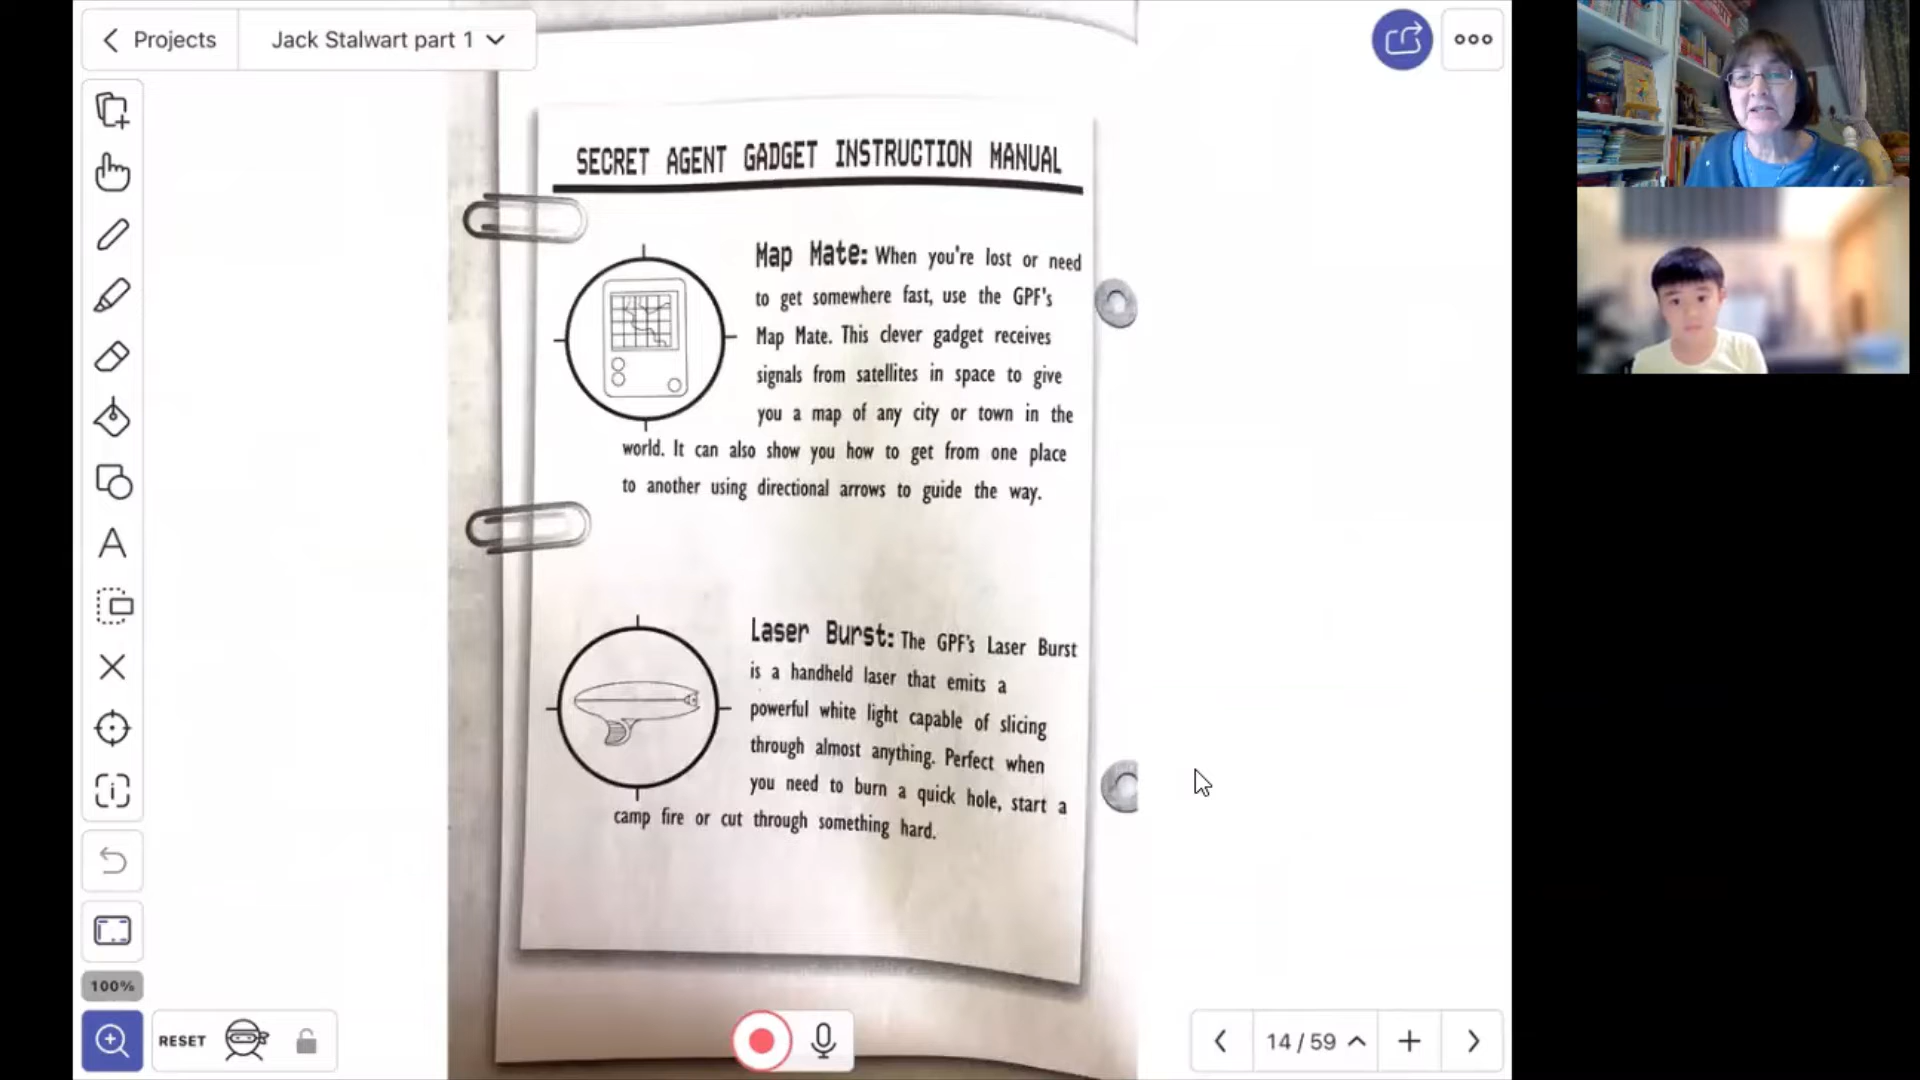 Projects
Jack Stalwart part 1
SECRET AGENT GADGET INSTRUCTION MANUAL
Map Mate: When you're lost or need
to get somewhere fast, use the GPF's
Map Mate. This clever gadget receives
signals from satellites in space to give
you a map of any city or town in the
world. It can also show you how to get from one place
to another using directional arrows to guide the way.
Laser Burst: The GPF's Laser Burst
is a handheld laser that emits a
powerful white light capable of slicing
through almost anything. Perfect when
you need to burn a quick hole, start a
camp fire or cut through something hard.
100%
RESET
14 / 59